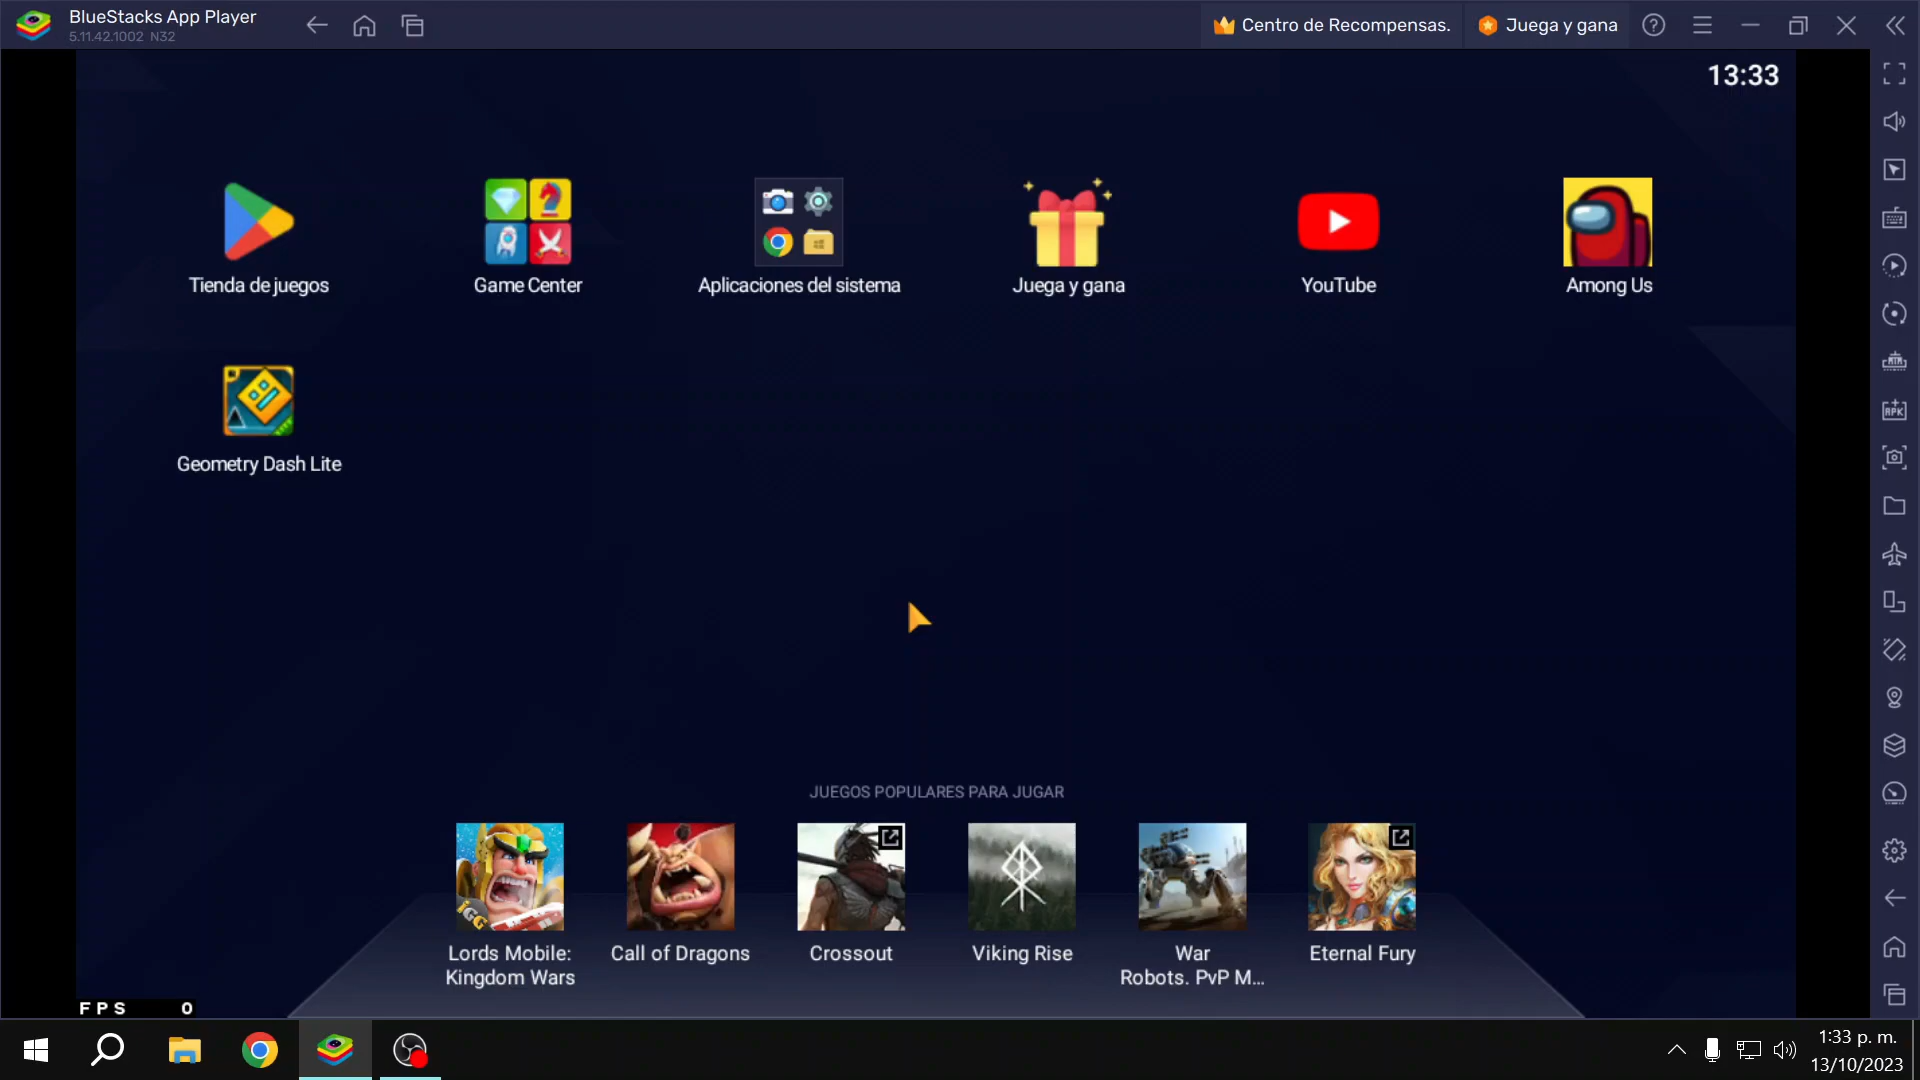 BlueStacks App Player
5.11.42.1002 N32
Centro de Recompensas.
Juega y gana
13:33
Tienda de juegos
Game Center
Aplicaciones del sistema
Juega y gana
YouTube
Among Us
Geometry Dash Lite
JUEGOS POPULARES PARA JUGAR
IGG
Lords Mobile:
Kingdom Wars
Call of Dragons
Crossout
Viking Rise
War
Robots. PvP M...
Eternal Fury
FPS 0
APK
1:33 p. m.
13/10/2023